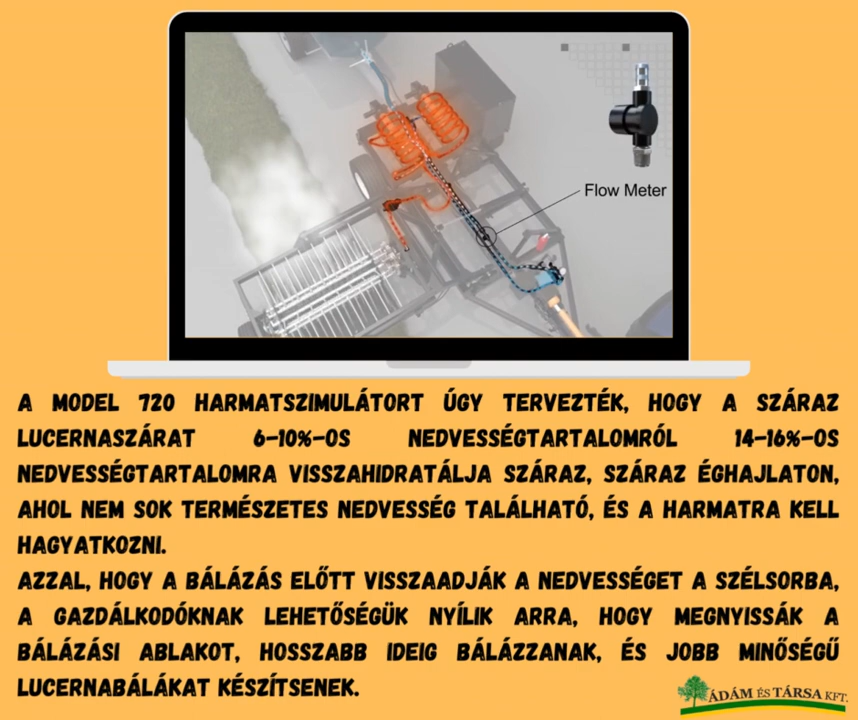 Flow Meter
A MODEL 720 HARMATSZIMULÁTORT ÚGY TERVEZTÉK, HOGY A SZÁRAZ
LUCERNASZÁRAT 6-10%-OS NEDVESSÉGTARTALOMRÓL 14-16%-OS
NEDVESSÉGTARTALOMRA VISSZAHIDRATÁLJA SZÁRAZ, SZÁRAZ ÉGHAJLATON,
AHOL NEM SOK TERMÉSZETES NEDVESSÉG TALÁLHATÓ, ÉS A HARMATRA KELL
HAGYATKOZNI.
AZZAL, HOGY A BÁLÁZÁS ELŐTT VISSZAADJÁK A NEDVESSÉGET A SZÉLSORBA,
A GAZDÁLKODÓKNAK LEHETŐSÉGÜK NYÍLIK ARRA, HOGY MEGNYISSÁK A
BÁLÁZÁSI ABLAKOT, HOSSZABB IDEIG BÁLÁZZANAK, ÉS JOBB MINŐSÉGŰ
LUCERNABÁLÁKAT KÉSZÍTSENEK.
ÁDÁM ÉS TÁRSA KFT.